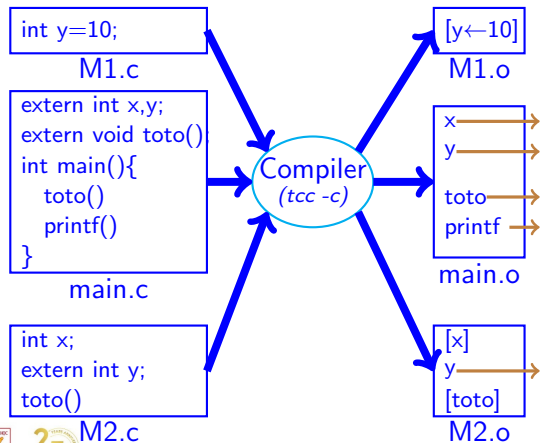 int y=10;
M1.c
extern int x,y;
extern void toto();
int main(){
toto()
printf()
}
main.c
int x;
extern int y;
toto()
M2.c
Compiler
(tcc -c)
[y←10]
M1.o
x
y
toto
printf
main.o
[x]
y
[toto]
M2.o